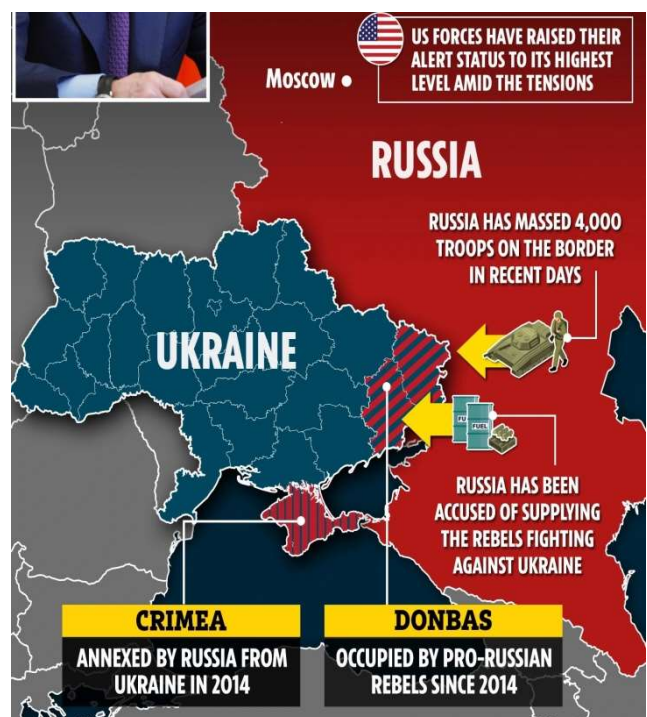 US FORCES HAVE RAISED THEIR
ALERT STATUS TO ITS HIGHEST
LEVEL AMID THE TENSIONS
Moscow
RUSSIA
RUSSIA HAS MASSED 4,000
TROOPS ON THE BORDER
IN RECENT DAYS
UKRAINE
FU
FUEL
RUSSIA HAS BEEN
ACCUSED OF SUPPLYING
THE REBELS FIGHTING
AGAINST UKRAINE
CRIMEA
ANNEXED BY RUSSIA FROM
UKRAINE IN 2014
DONBAS
OCCUPIED BY PRO-RUSSIAN
REBELS SINCE 2014